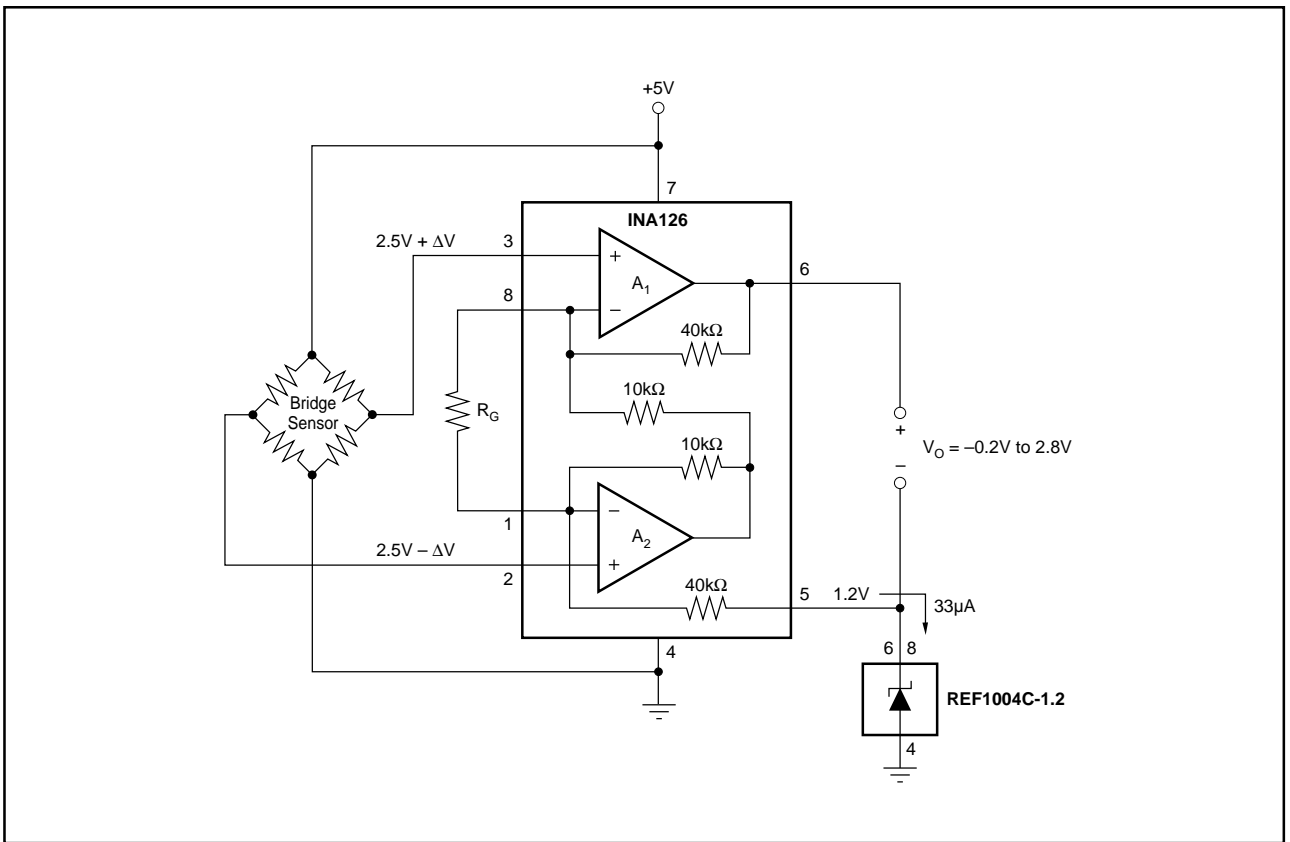 +5V
7
INA126
2.5V + ΔV
3
+
A1
6
8
−
40kΩ
10kΩ
Bridge
Sensor
RG
10kΩ
+
VO = –0.2V to 2.8V
−
1
−
A2
2.5V – ΔV
+
2
40kΩ
5
1.2V
33µA
4
6
8
REF1004C-1.2
4